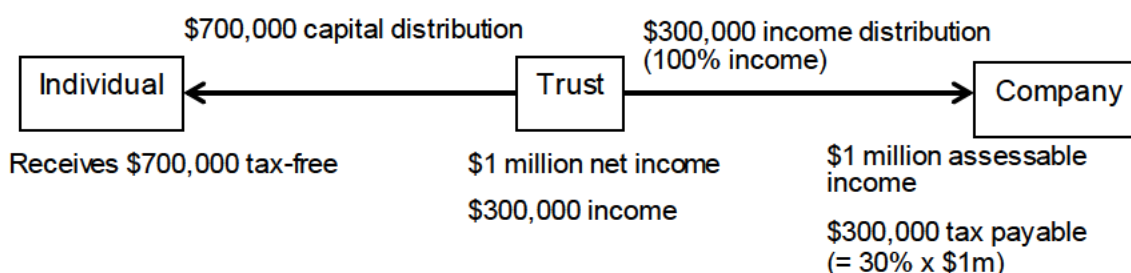 $700,000 capital distribution
$300,000 income distribution
(100% income)
Individual
Trust
Company
Receives $700,000 tax-free
$1 million net income
$300,000 income
$1 million assessable
income
$300,000 tax payable
(= 30% x $1m)